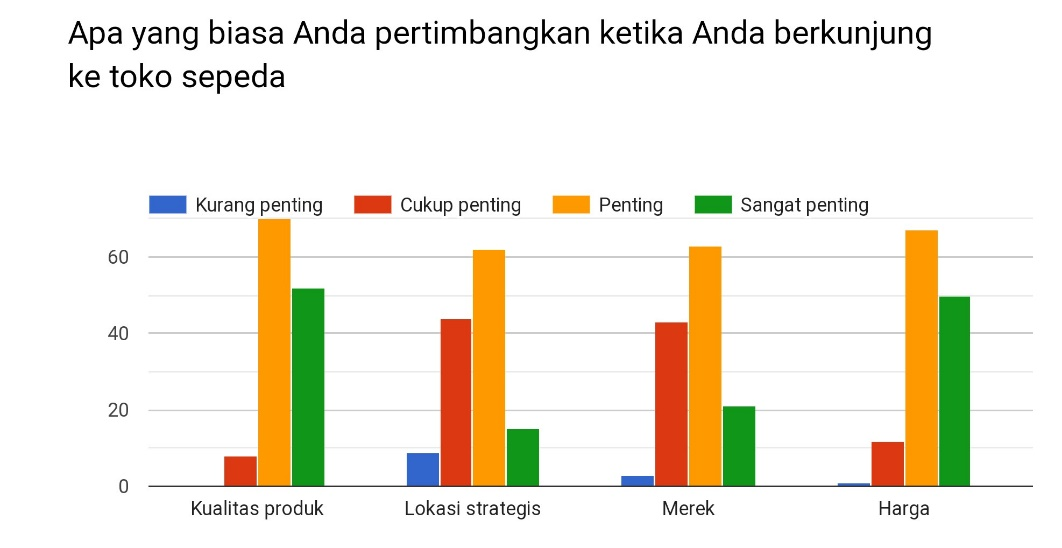 Apa yang biasa Anda pertimbangkan ketika Anda berkunjung
ke toko sepeda
Kurang penting Cukup penting Penting Sangat penting
60
40
20
0
Kualitas produk Lokasi strategis Merek Harga